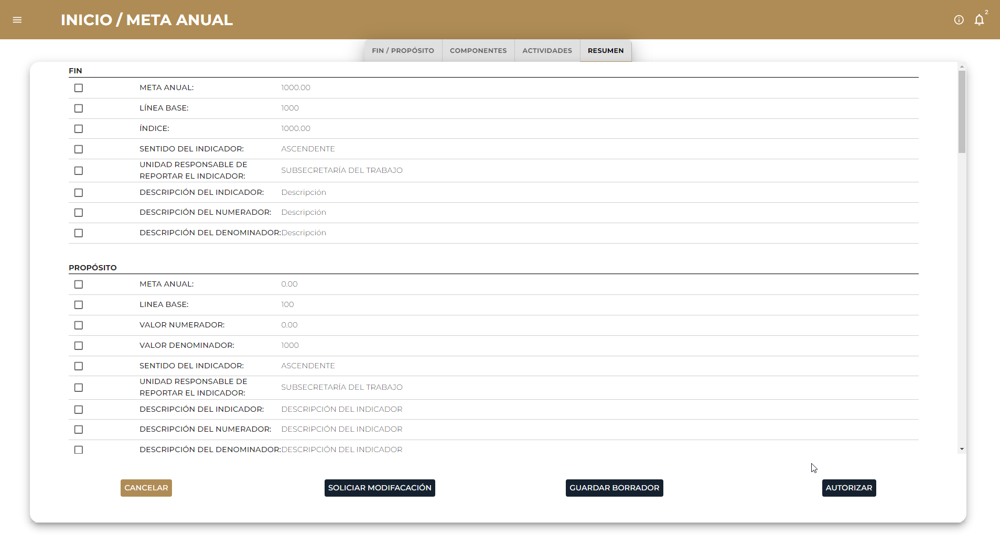 INICIO / META ANUAL
2
FIN / PROPÓSITO
COMPONENTES
ACTIVIDADES
RESUMEN
FIN
META ANUAL: 1000.00
LÍNEA BASE: 1000
ÍNDICE: 1000.00
SENTIDO DEL INDICADOR: ASCENDENTE
UNIDAD RESPONSABLE DE
REPORTAR EL INDICADOR: SUBSECRETARÍA DEL TRABAJO
DESCRIPCIÓN DEL INDICADOR: Descripción
DESCRIPCIÓN DEL NUMERADOR: Descripción
DESCRIPCIÓN DEL DENOMINADOR: Descripción
PROPÓSITO
META ANUAL: 0.00
LINEA BASE: 100
VALOR NUMERADOR: 0.00
VALOR DENOMINADOR: 1000
SENTIDO DEL INDICADOR: ASCENDENTE
UNIDAD RESPONSABLE DE
REPORTAR EL INDICADOR: SUBSECRETARÍA DEL TRABAJO
DESCRIPCIÓN DEL INDICADOR: DESCRIPCIÓN DEL INDICADOR
DESCRIPCIÓN DEL NUMERADOR: DESCRIPCIÓN DEL INDICADOR
DESCRIPCIÓN DEL DENOMINADOR: DESCRIPCIÓN DEL INDICADOR
CANCELAR
SOLICIAR MODIFACACIÓN
GUARDAR BORRADOR
AUTORIZAR